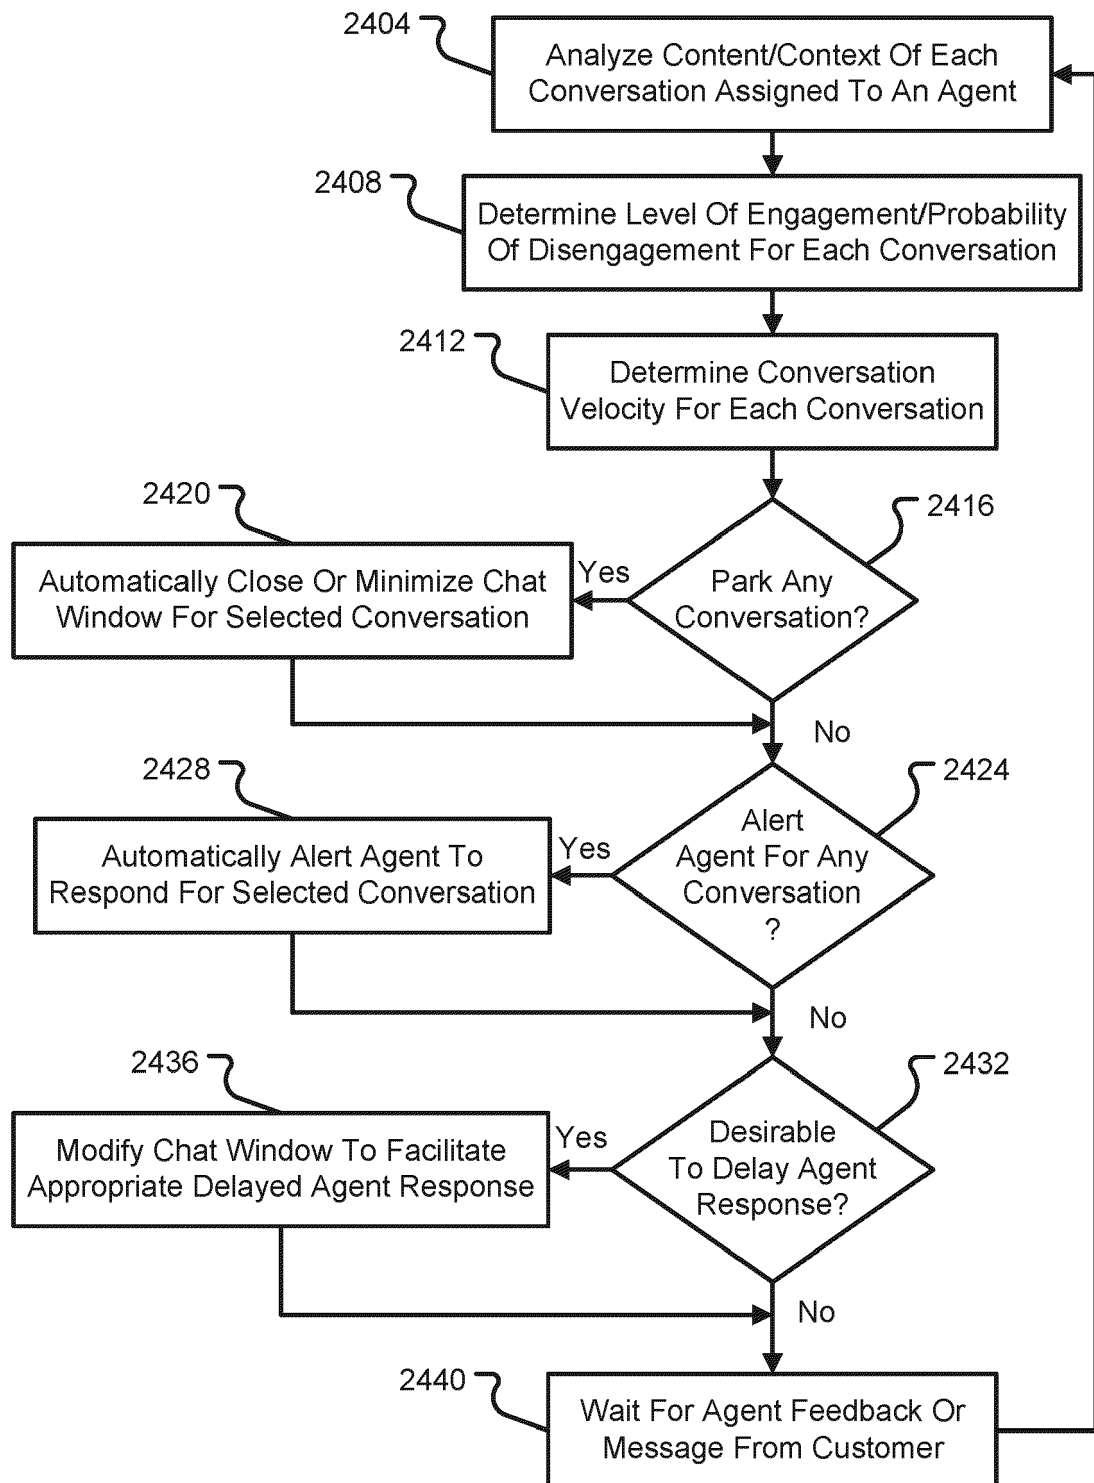 2404
Analyze Content/Context Of Each
Conversation Assigned To An Agent
2408
Determine Level Of Engagement/Probability
Of Disengagement For Each Conversation
2412
Determine Conversation
Velocity For Each Conversation
2420
2416
Automatically Close Or Minimize Chat
Window For Selected Conversation
Yes
Park Any
Conversation?
No
2428
2424
Automatically Alert Agent To
Respond For Selected Conversation
Yes
Alert
Agent For Any
Conversation
?
No
2436
2432
Modify Chat Window To Facilitate
Appropriate Delayed Agent Response
Yes
Desirable
To Delay Agent
Response?
No
2440
Wait For Agent Feedback Or
Message From Customer